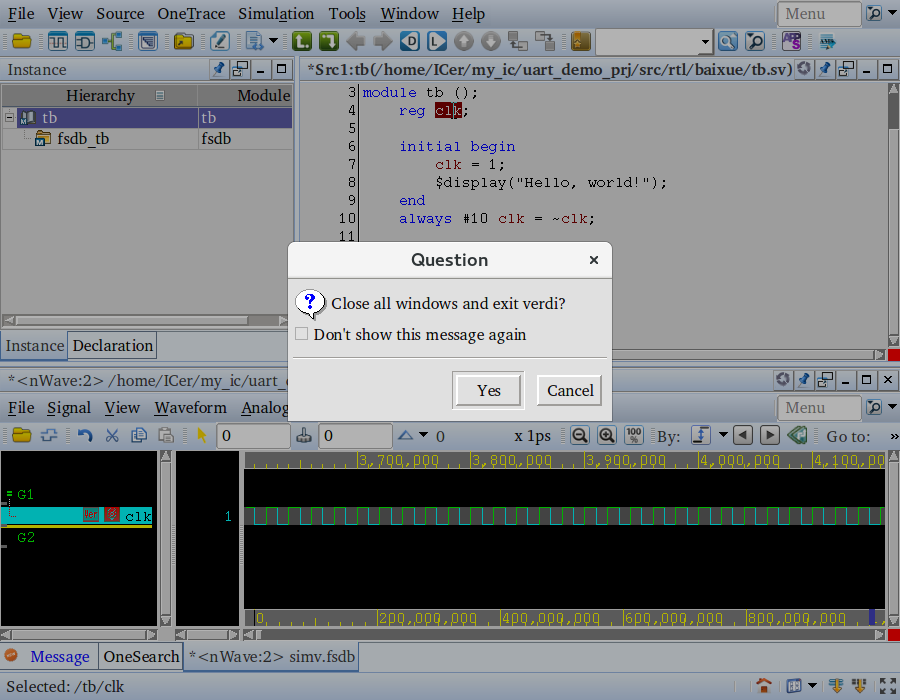 File View Source OneTrace Simulation Tools Window Help Menu
Instance
*Src1:tb(/home/ICer/my_ic/uart_demo_prj/src/rtl/baixue/tb.sv)
Hierarchy Module
tb tb
fsdb_tb fsdb
3 module tb ();
4 reg clk;
5
6 initial begin
7 clk = 1;
8 $display("Hello, world!");
9 end
10 always #10 clk = ~clk;
11
Question
Close all windows and exit verdi?
Don't show this message again
Yes Cancel
Instance Declaration
*<nWave:2> /home/ICer/my_ic/uart_
File Signal View Waveform Analog Menu
0 0 0 x 1ps 100% By: Go to: »
3,700,000 3,800,000 3,900,000 4,000,000 4,100,00
G1
clk 1
G2
0 200,000,000 400,000,000 600,000,000 800,000,000
Message OneSearch *<nWave:2> simv.fsdb
Selected: /tb/clk